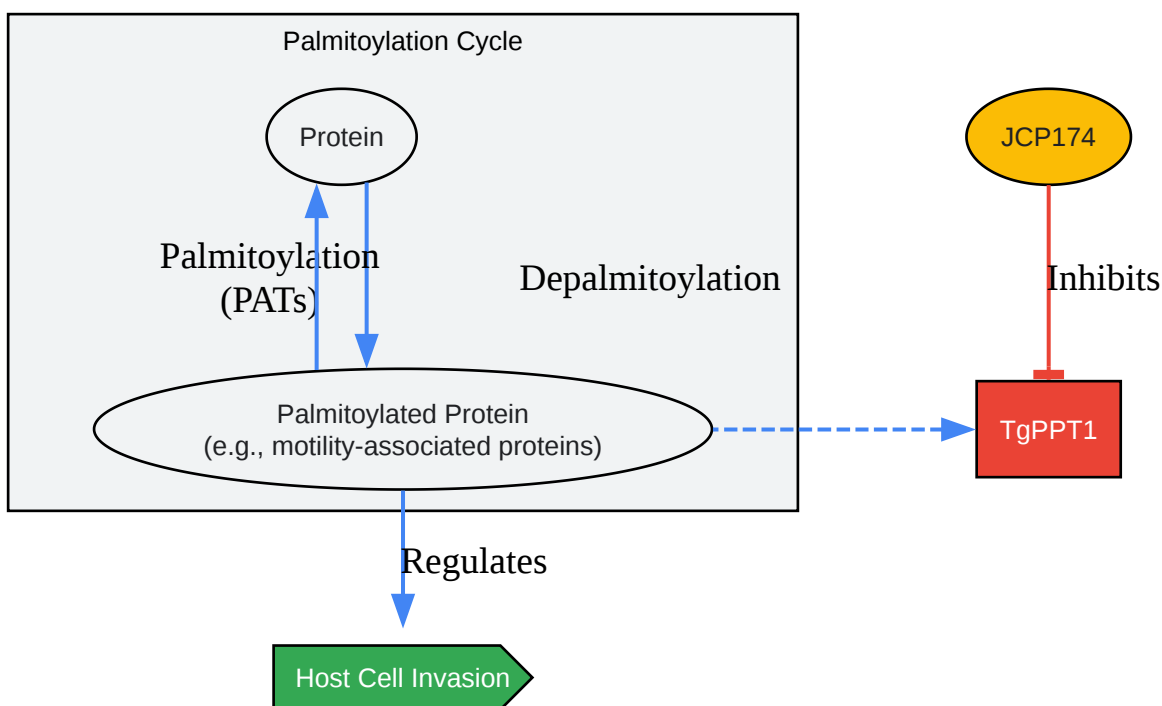 Palmitoylation Cycle
Protein
JCP174
Palmitoylation
(PATs)
Depalmitoylation
Inhibits
Palmitoylated Protein
(e.g., motility-associated proteins)
TgPPT1
Regulates
Host Cell Invasion